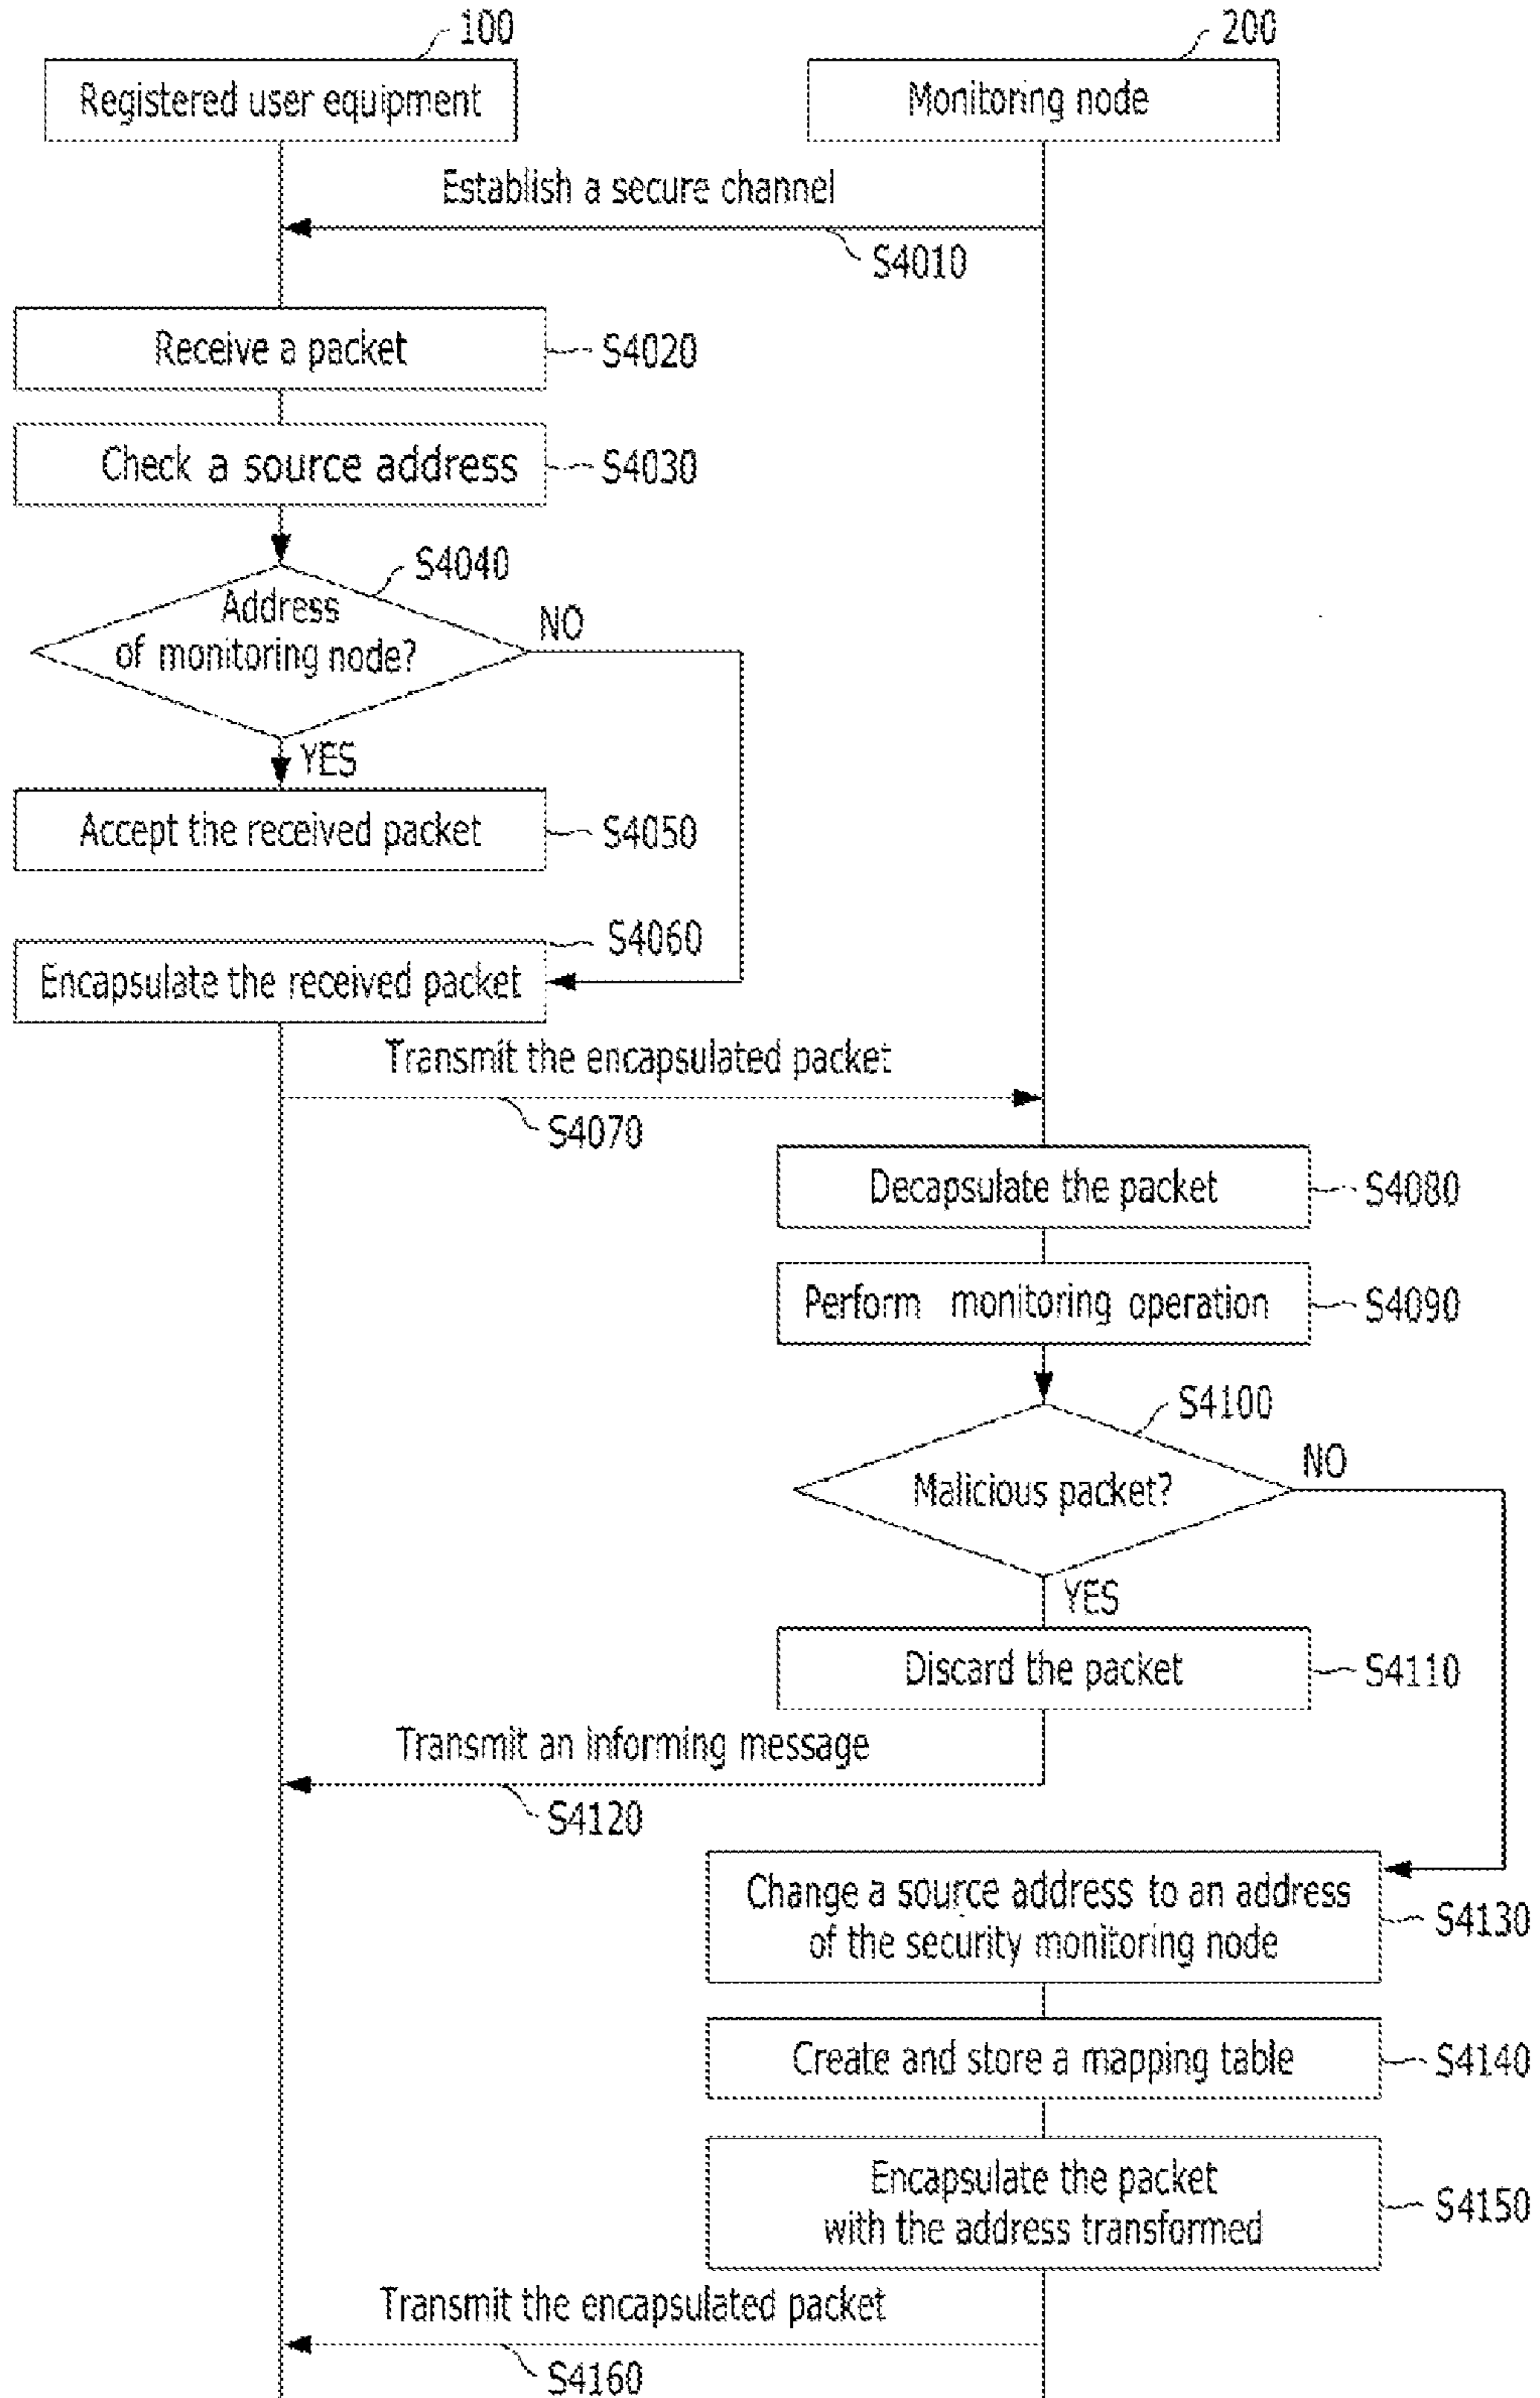 100
200
Registered user equipment
Monitoring node
Establish a secure channel
S4010
Receive a packet
S4020
Check a source address
S4030
S4040
Address
of monitoring node?
NO
YES
Accept the received packet
S4050
S4060
Encapsulate the received packet
Transmit the encapsulated packet
S4070
Decapsulate the packet
S4080
Perform monitoring operation
S4090
S4100
Malicious packet?
NO
YES
Discard the packet
S4110
Transmit an informing message
S4120
Change a source address to an address
of the security monitoring node
S4130
Create and store a mapping table
S4140
Encapsulate the packet
with the address transformed
S4150
Transmit the encapsulated packet
S4160